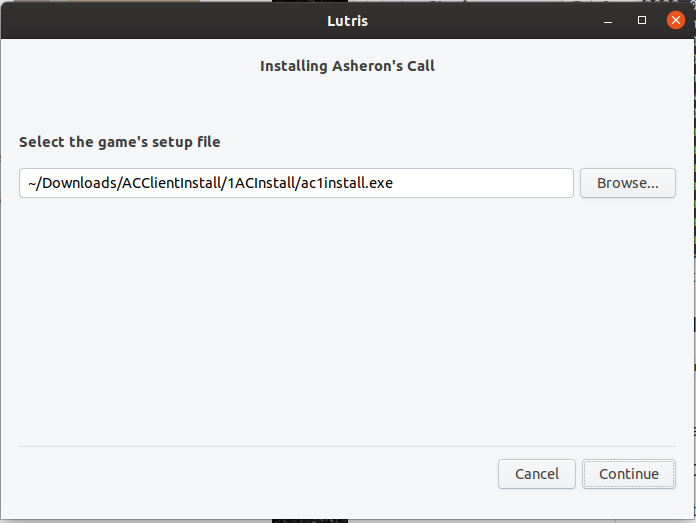 Lutris
Installing Asheron's Call
Select the game's setup file
~/Downloads/ACClientInstall/1ACInstall/ac1install.exe
Browse...
Cancel
Continue